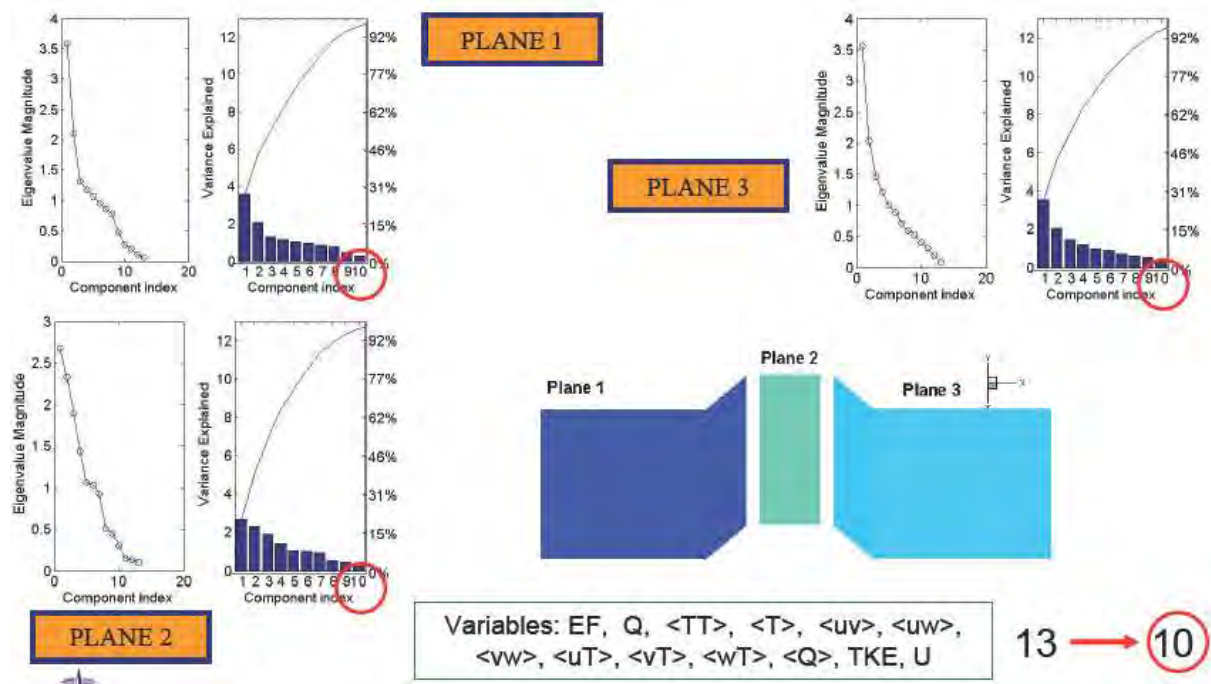 PLANE 1
4
3.5
3
2.5
2
1.5
1
0.5
0
0 10 20
Eigenvalue Magnitude
Component index
12
10
8
6
4
2
0
92%
77%
62%
46%
31%
15%
0%
1 2 3 4 5 6 7 8 9 10
Variance Explained
Component index
PLANE 3
4
3.5
3
2.5
2
1.5
1
0.5
0
0 10 20
Eigenvalue Magnitude
Component index
12
10
8
6
4
2
0
92%
77%
62%
46%
31%
15%
0%
1 2 3 4 5 6 7 8 9 10
Variance Explained
Component index
3
2.5
2
1.5
1
0.5
0
0 10 20
Eigenvalue Magnitude
Component index
12
10
8
6
4
2
0
92%
77%
62%
46%
31%
15%
0%
1 2 3 4 5 6 7 8 9 10
Variance Explained
Component index
PLANE 2
Plane 1
Plane 2
Plane 3
Y
X
Variables: EF, Q, <TT>, <T>, <uv>, <uw>,
<vw>, <uT>, <vT>, <wT>, <Q>, TKE, U
13 → 10